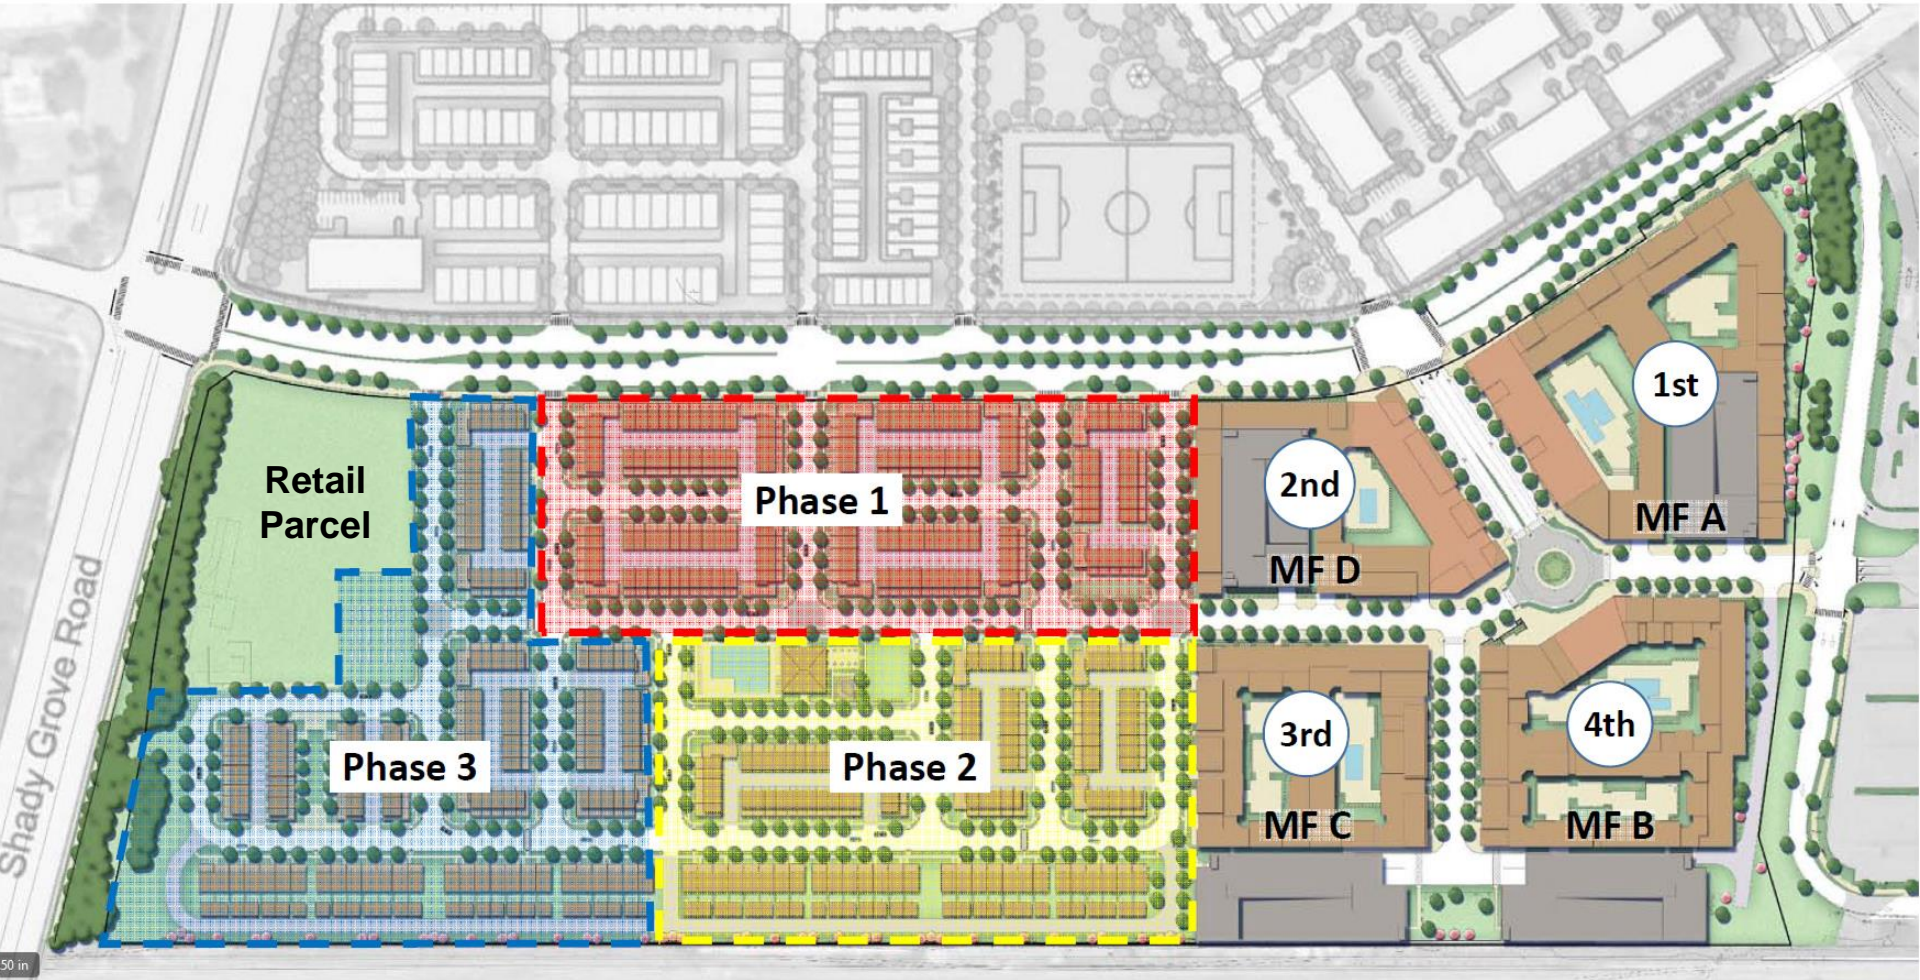 1st
Retail
Parcel
2nd
Phase 1
MF A
MF D
Shady Grove Road
4th
3rd
Phase 3
Phase 2
MF C
MF B
50 in